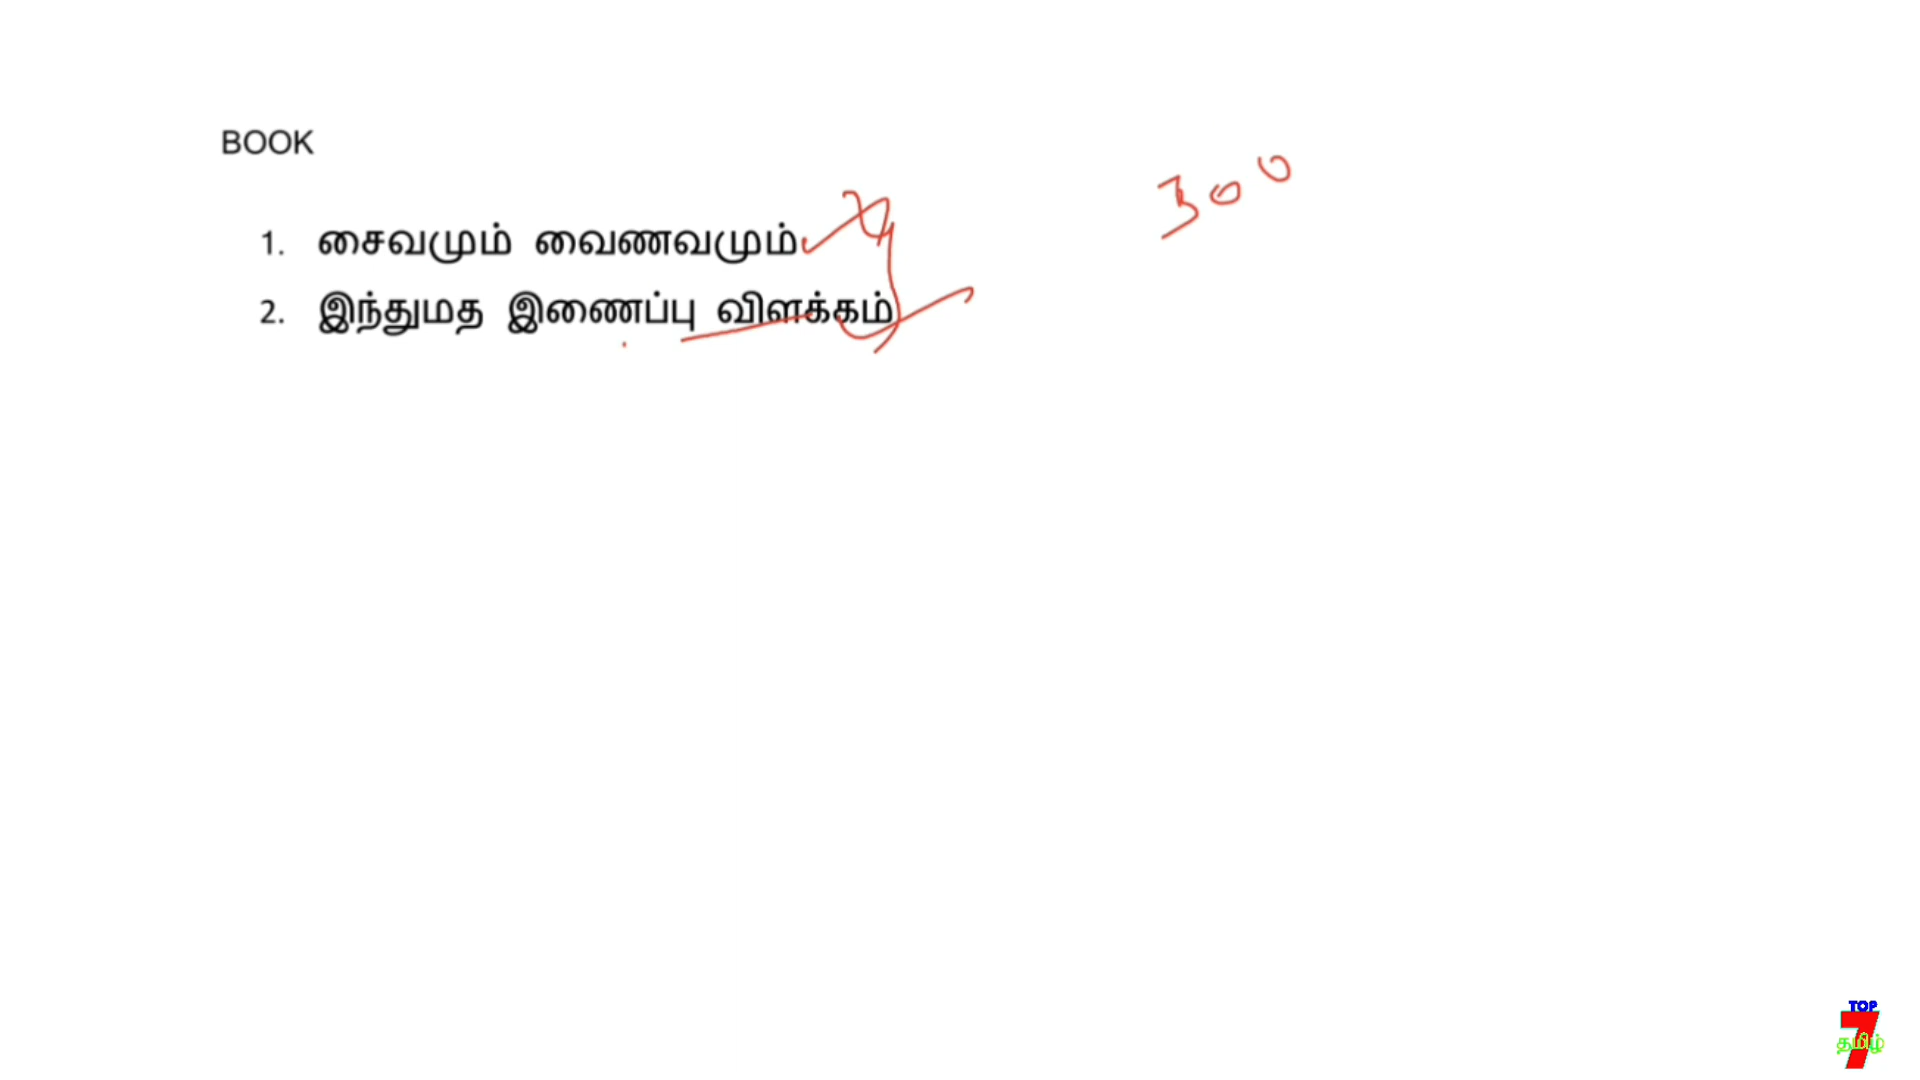 BOOK
300
1. சைவமும் வைணவமும்
2. இந்துமத இணைப்பு விளக்கம்
TOP
7
தமிழ்